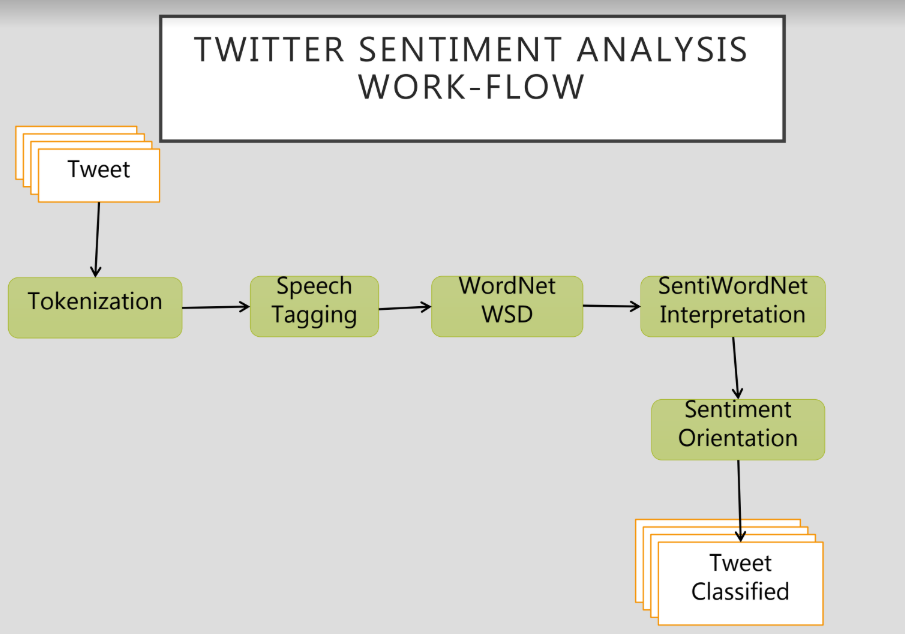 TWITTER SENTIMENT ANALYSIS
WORK-FLOW
Tweet
Tokenization
Speech
Tagging
WordNet
WSD
SentiWordNet
Interpretation
Sentiment
Orientation
Tweet
Classified